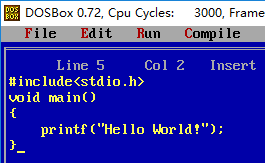 DOSBox 0.72, Cpu Cycles: 3000, Frame
File Edit Run Compile
Line 5 Col 2 Insert
#include<stdio.h>
void main()
{
printf("Hello World!");
}_